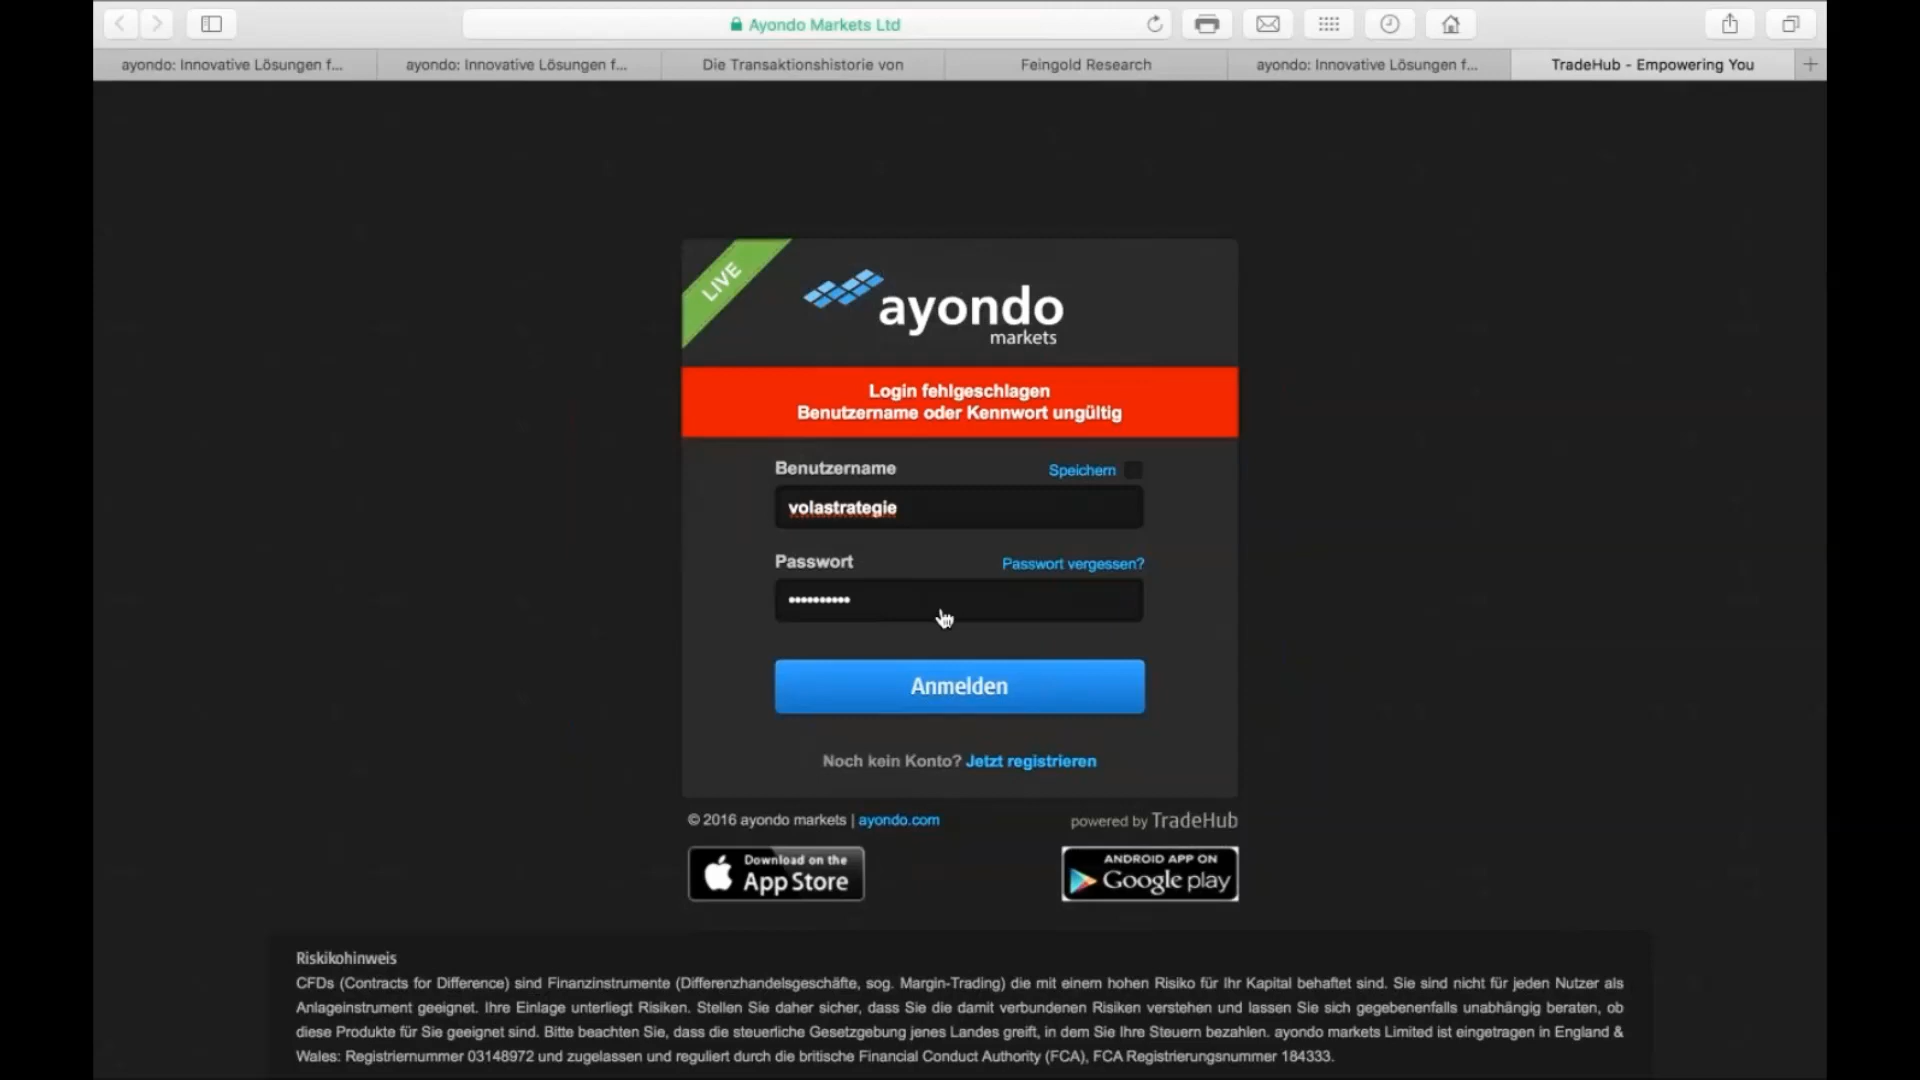 Ayondo Markets Ltd
ayondo: Innovative Lösungen f...
ayondo: Innovative Lösungen f...
Die Transaktionshistorie von
Feingold Research
ayondo: Innovative Lösungen f...
TradeHub - Empowering You
LIVE
ayondo
markets
Login fehlgeschlagen
Benutzername oder Kennwort ungültig
Benutzername
Speichern
volastrategie
Passwort
Passwort vergessen?
••••••••••
Anmelden
Noch kein Konto? Jetzt registrieren
© 2016 ayondo markets | ayondo.com
powered by TradeHub
Download on the
App Store
ANDROID APP ON
Google play
Riskikohinweis
CFDs (Contracts for Difference) sind Finanzinstrumente (Differenzhandelsgeschäfte, sog. Margin-Trading) die mit einem hohen Risiko für Ihr Kapital behaftet sind. Sie sind nicht für jeden Nutzer als
Anlageinstrument geeignet. Ihre Einlage unterliegt Risiken. Stellen Sie daher sicher, dass Sie die damit verbundenen Risiken verstehen und lassen Sie sich gegebenenfalls unabhängig beraten, ob
diese Produkte für Sie geeignet sind. Bitte beachten Sie, dass die steuerliche Gesetzgebung jenes Landes greift, in dem Sie Ihre Steuern bezahlen. ayondo markets Limited ist eingetragen in England &
Wales: Registriernummer 03148972 und zugelassen und reguliert durch die britische Financial Conduct Authority (FCA), FCA Registrierungsnummer 184333.